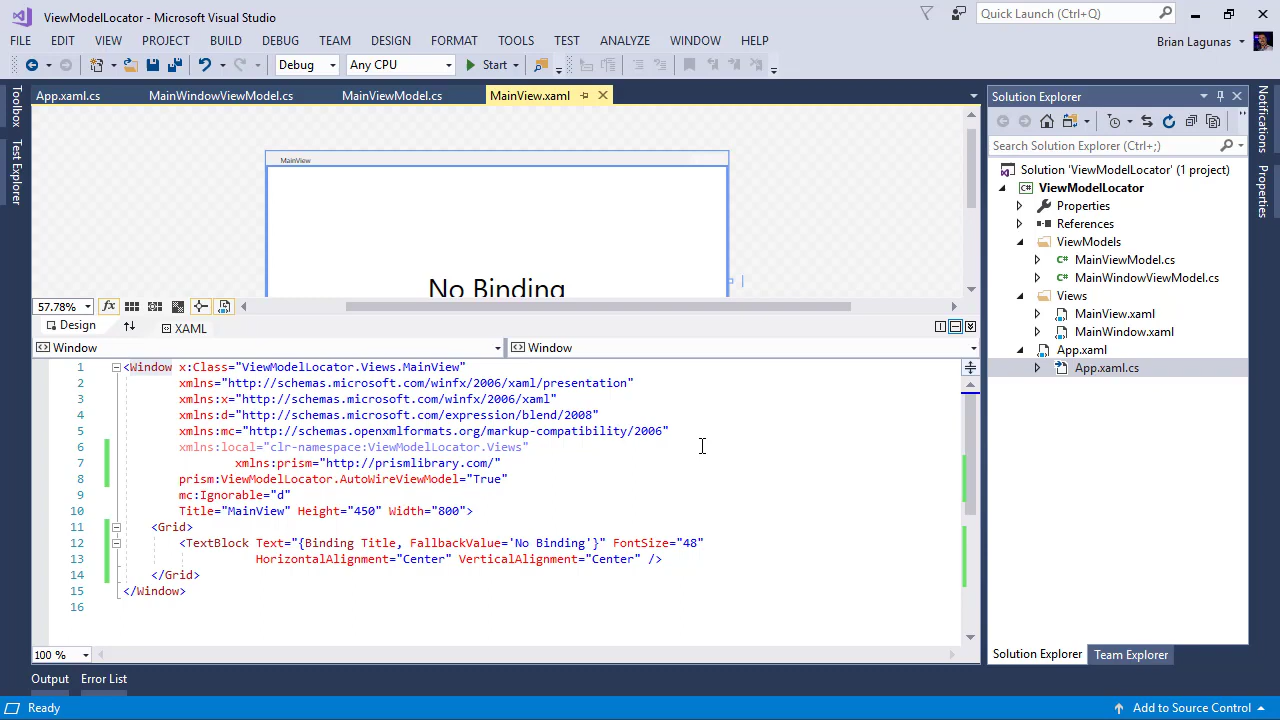 ViewModelLocator - Microsoft Visual Studio
Quick Launch (Ctrl+Q)
FILE EDIT VIEW PROJECT BUILD DEBUG TEAM DESIGN FORMAT TOOLS TEST ANALYZE WINDOW HELP
Brian Lagunas
Debug Any CPU Start
Toolbox
Test Explorer
App.xaml.cs MainWindowViewModel.cs MainViewModel.cs MainView.xaml
MainView
No Binding
57.78% fx
Design XAML
Window Window
1 <Window x:Class="ViewModelLocator.Views.MainView"
2 xmlns="http://schemas.microsoft.com/winfx/2006/xaml/presentation"
3 xmlns:x="http://schemas.microsoft.com/winfx/2006/xaml"
4 xmlns:d="http://schemas.microsoft.com/expression/blend/2008"
5 xmlns:mc="http://schemas.openxmlformats.org/markup-compatibility/2006"
6 xmlns:local="clr-namespace:ViewModelLocator.Views"
7 xmlns:prism="http://prismlibrary.com/"
8 prism:ViewModelLocator.AutoWireViewModel="True"
9 mc:Ignorable="d"
10 Title="MainView" Height="450" Width="800">
11 <Grid>
12 <TextBlock Text="{Binding Title, FallbackValue='No Binding'}" FontSize="48"
13 HorizontalAlignment="Center" VerticalAlignment="Center" />
14 </Grid>
15 </Window>
16
100 %
Output Error List
Solution Explorer
Search Solution Explorer (Ctrl+;)
Solution 'ViewModelLocator' (1 project)
C# ViewModelLocator
Properties
References
ViewModels
C# MainViewModel.cs
C# MainWindowViewModel.cs
Views
MainView.xaml
MainWindow.xaml
App.xaml
App.xaml.cs
Solution Explorer Team Explorer
Notifications
Properties
Ready
Add to Source Control